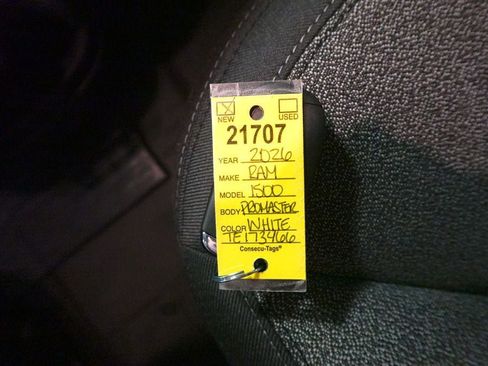 NEW USED
21707
YEAR 2026
MAKE RAM
MODEL 1500
BODY PROMASTER
COLOR WHITE
TE173966
Consecu-Tags®